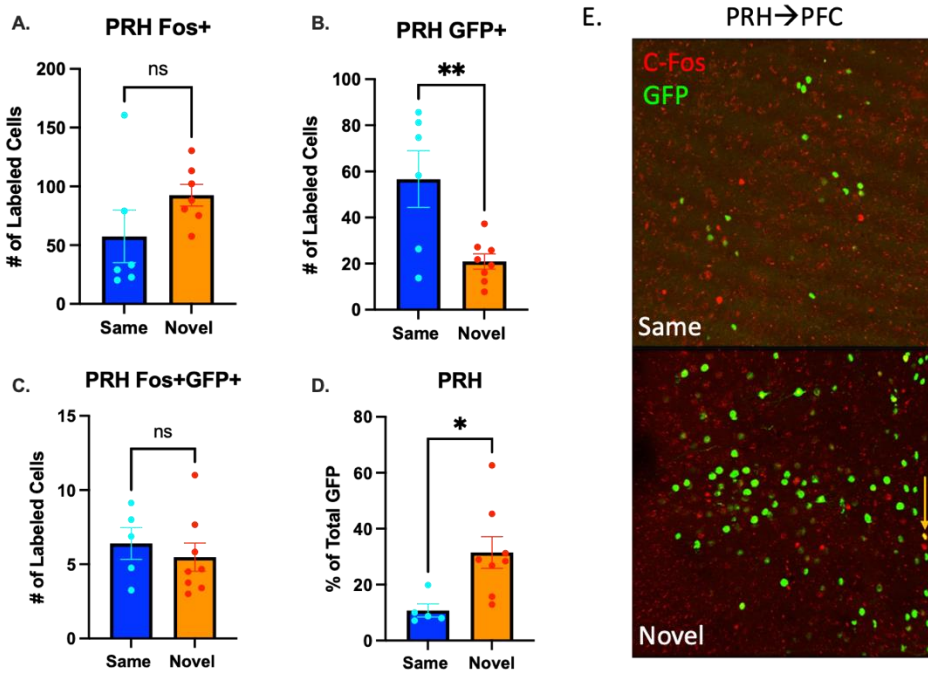 A.
PRH Fos+
ns
# of Labeled Cells
200
150
100
50
0
Same Novel
B.
PRH GFP+
**
# of Labeled Cells
100
80
60
40
20
0
Same Novel
C.
PRH Fos+GFP+
ns
# of Labeled Cells
15
10
5
0
Same Novel
D.
PRH
*
% of Total GFP
80
60
40
20
0
Same Novel
E.
PRH→PFC
C-Fos
GFP
Same
Novel